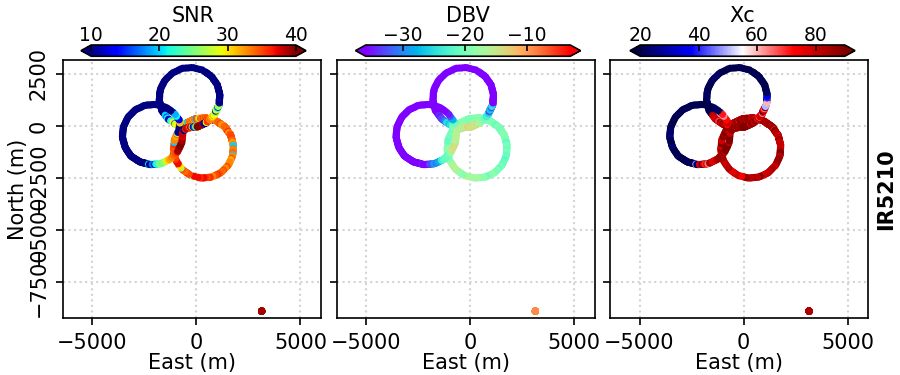 SNR
DBV
Xc
10 20 30 40
−30 −20 −10
20 40 60 80
North (m)
2500
0
−2500
−5000
−7500
−5000 0 5000
−5000 0 5000
−5000 0 5000
East (m)
East (m)
East (m)
IR5210